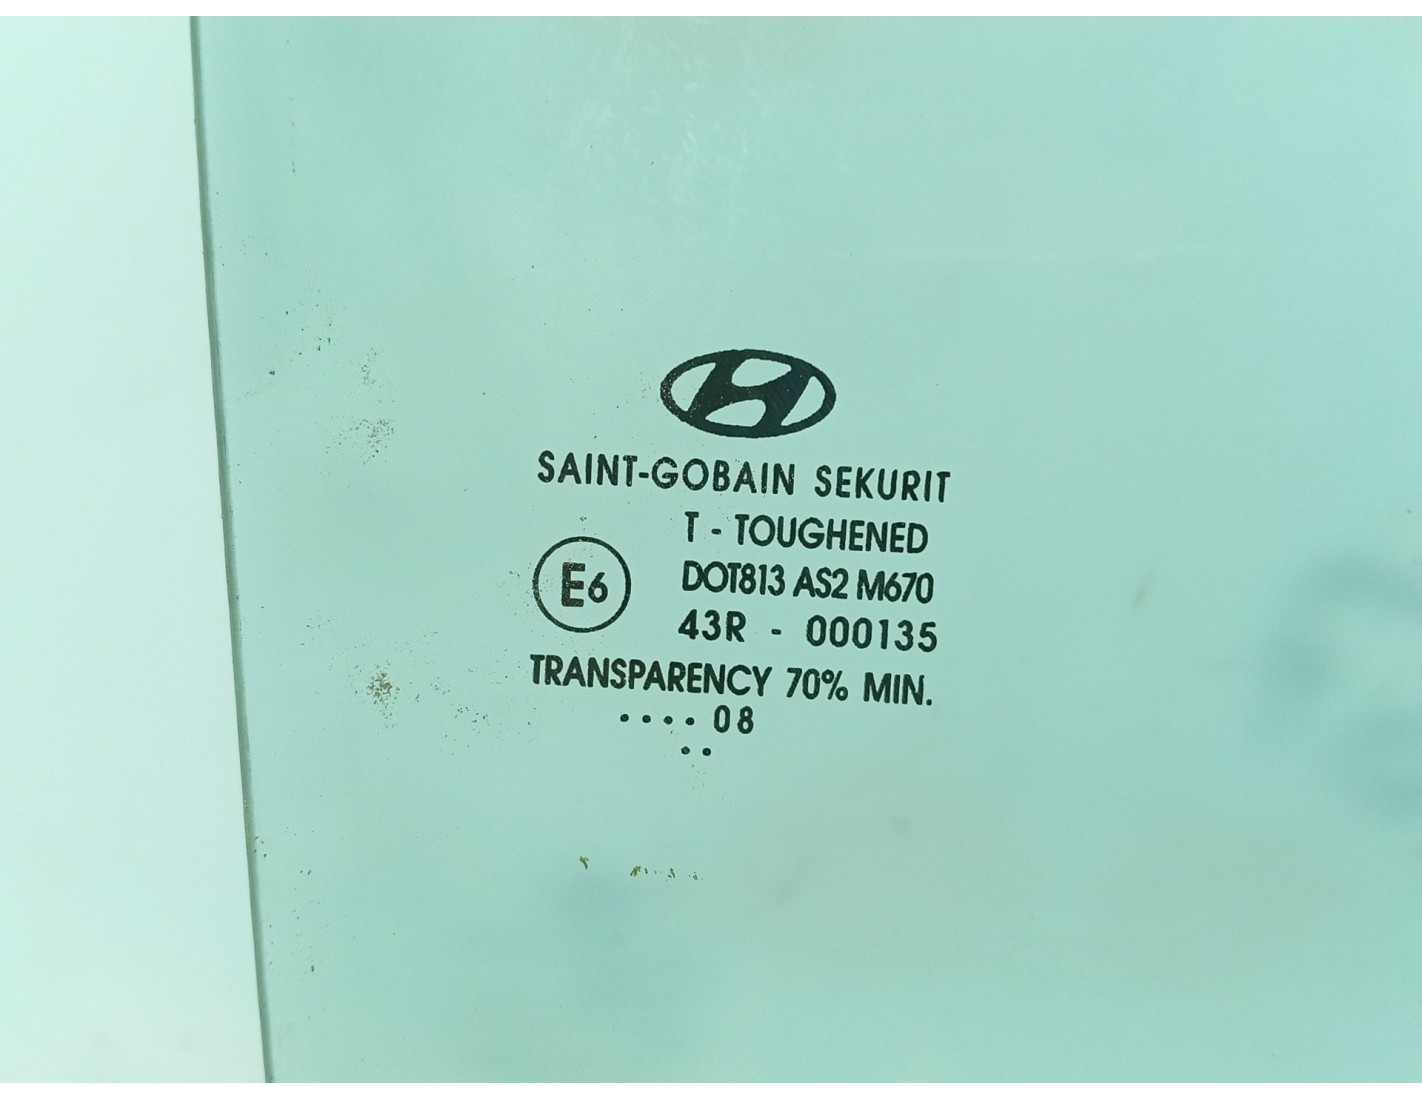 SAINT-GOBAIN SEKURIT
T - TOUGHENED
E6
DOT813 AS2 M670
43R - 000135
TRANSPARENCY 70% MIN.
....08
..